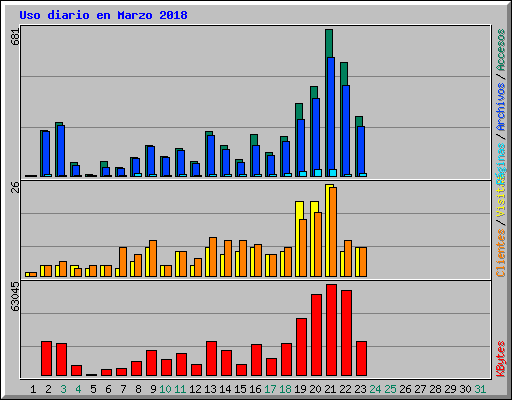 Uso diario en Marzo 2018
681
26
63045
Accesos / Archivos / Páginas
Clientes / Visitas
KBytes
1 2 3 4 5 6 7 8 9 10 11 12 13 14 15 16 17 18 19 20 21 22 23 24 25 26 27 28 29 30 31